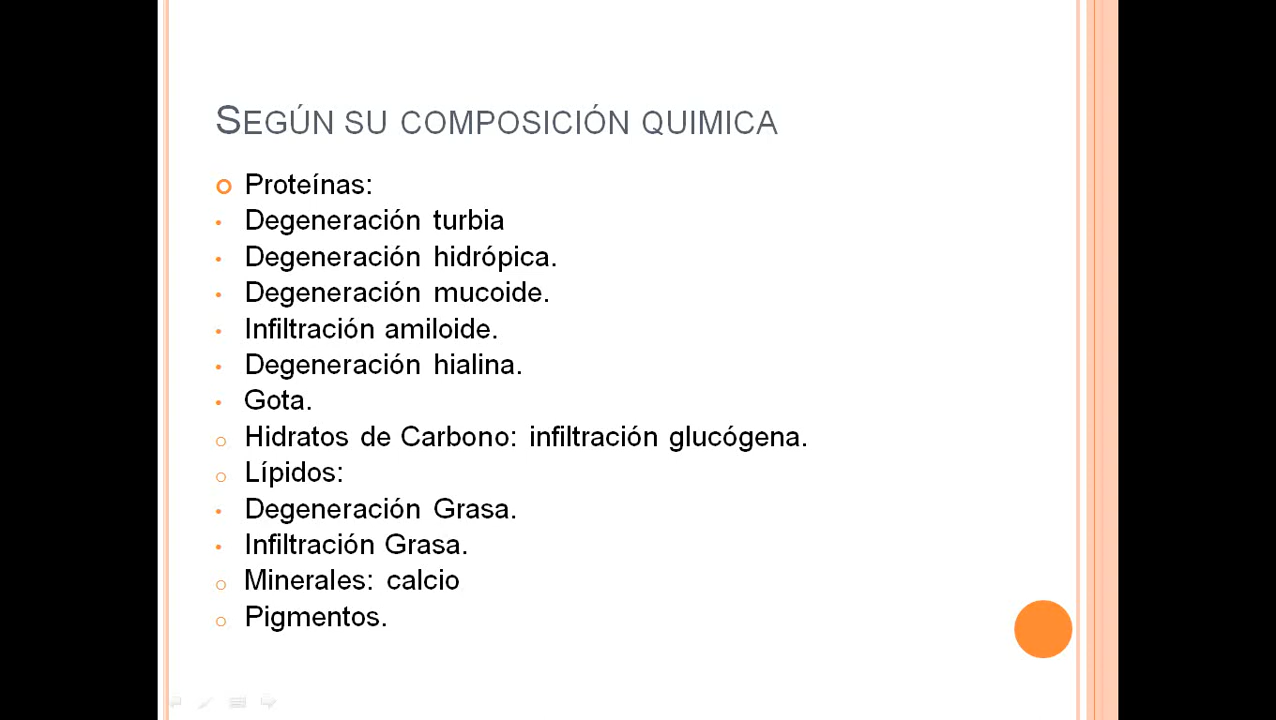 SEGÚN SU COMPOSICIÓN QUIMICA
Proteínas:
Degeneración turbia
Degeneración hidrópica.
Degeneración mucoide.
Infiltración amiloide.
Degeneración hialina.
Gota.
Hidratos de Carbono: infiltración glucógena.
Lípidos:
Degeneración Grasa.
Infiltración Grasa.
Minerales: calcio
Pigmentos.